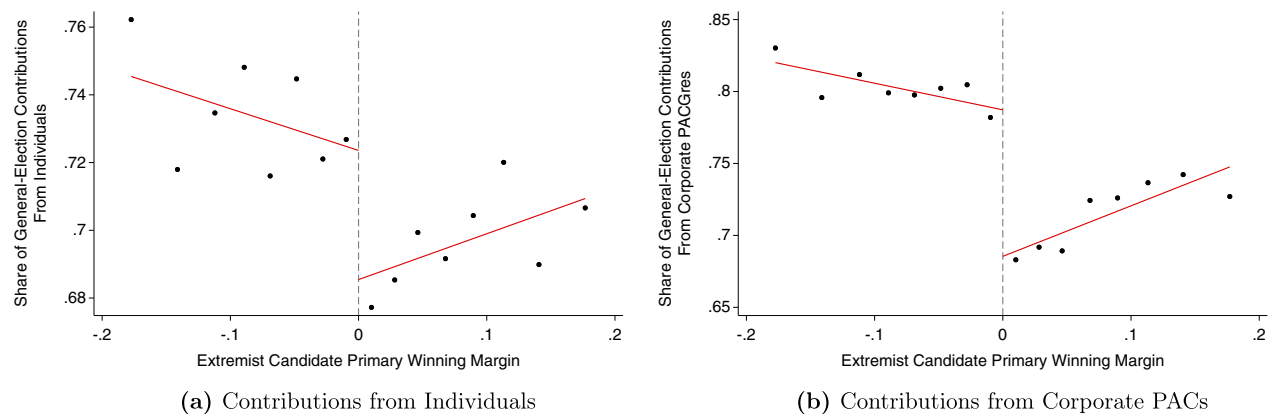 Share of General-Election Contributions
From Individuals
.76
.74
.72
.7
.68
-.2
-.1
0
.1
.2
Extremist Candidate Primary Winning Margin
(a) Contributions from Individuals
Share of General-Election Contributions
From Corporate PACGres
.85
.8
.75
.7
.65
-.2
-.1
0
.1
.2
Extremist Candidate Primary Winning Margin
(b) Contributions from Corporate PACs